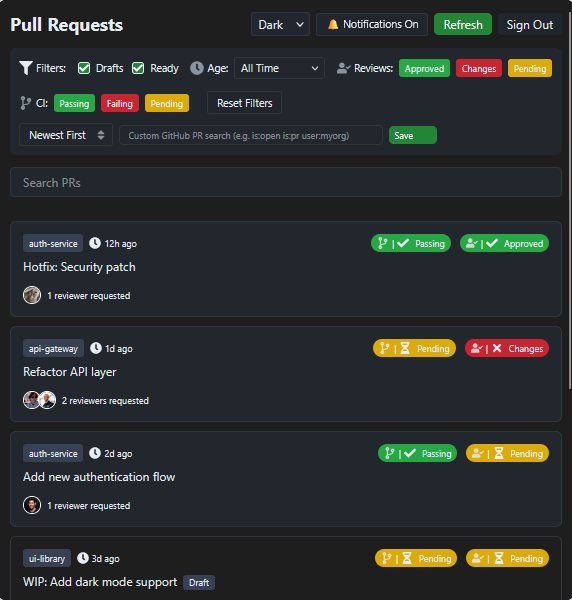 Pull Requests Dark Notifications On Refresh Sign Out
Filters: Drafts Ready Age: All Time Reviews: Approved Changes Pending
CI: Passing Failing Pending Reset Filters
Newest First Custom GitHub PR search (e.g. is:open is:pr user:myorg) Save
Search PRs
auth-service 12h ago | Passing | Approved
Hotfix: Security patch
1 reviewer requested
api-gateway 1d ago | Pending | Changes
Refactor API layer
2 reviewers requested
auth-service 2d ago | Passing | Pending
Add new authentication flow
1 reviewer requested
ui-library 3d ago | Pending | Pending
WIP: Add dark mode support Draft